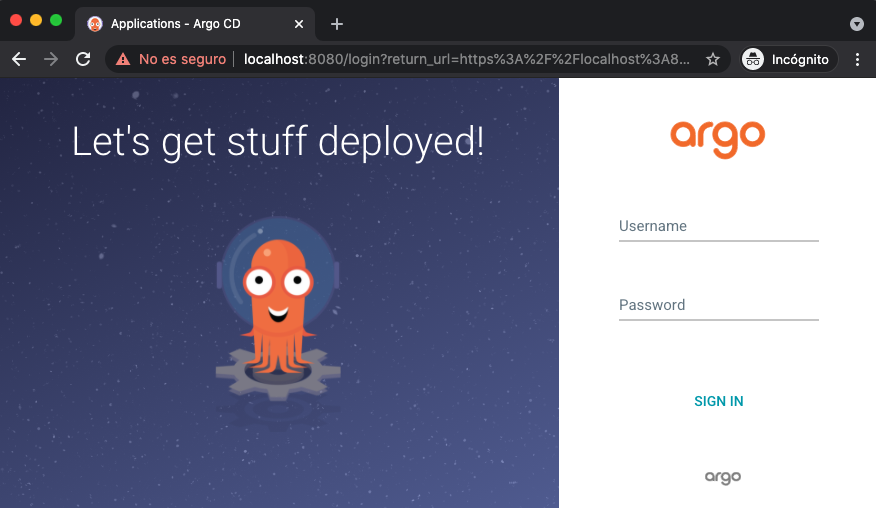 Applications - Argo CD
No es seguro
localhost:8080/login?return_url=https%3A%2F%2Flocalhost%3A8...
Incógnito
Let's get stuff deployed!
argo
Username
Password
SIGN IN
argo